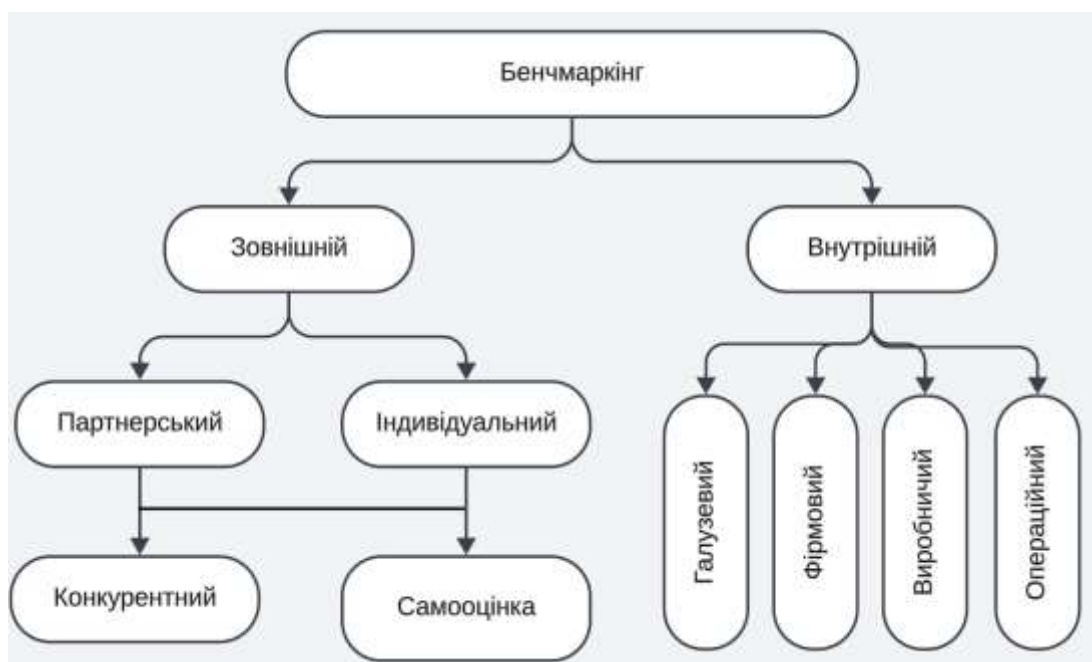 Бенчмаркінг
Зовнішній
Внутрішній
Партнерський
Індивідуальний
Галузевий
Фірмовий
Виробничий
Операційний
Конкурентний
Самооцінка